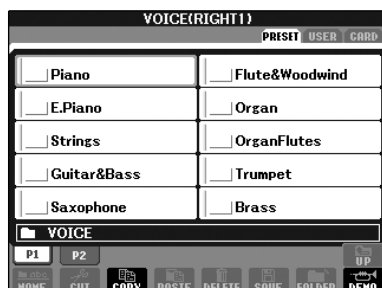 VOICE(RIGHT1)
PRESET USER CARD
Piano
Flute&Woodwind
E.Piano
Organ
Strings
OrganFlutes
Guitar&Bass
Trumpet
Saxophone
Brass
VOICE
P1 P2
UP
NAME CUT COPY PASTE DELETE SAVE FOLDER DEMO